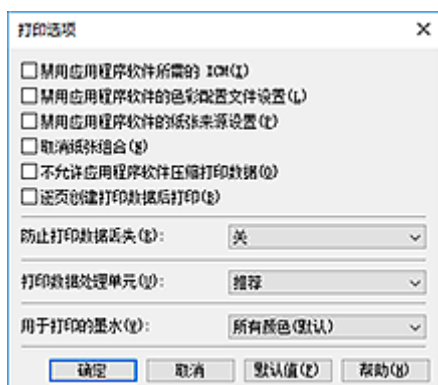 打印选项
禁用应用程序软件所需的 ICM(I)
禁用应用程序软件的色彩配置文件设置(L)
禁用应用程序软件的纸张来源设置(T)
取消纸张组合(N)
不允许应用程序软件压缩打印数据(O)
逐页创建打印数据后打印(R)
防止打印数据丢失(E): 关
打印数据处理单元(U): 推荐
用于打印的墨水(Y): 所有颜色(默认)
确定 取消 默认值(F) 帮助(H)